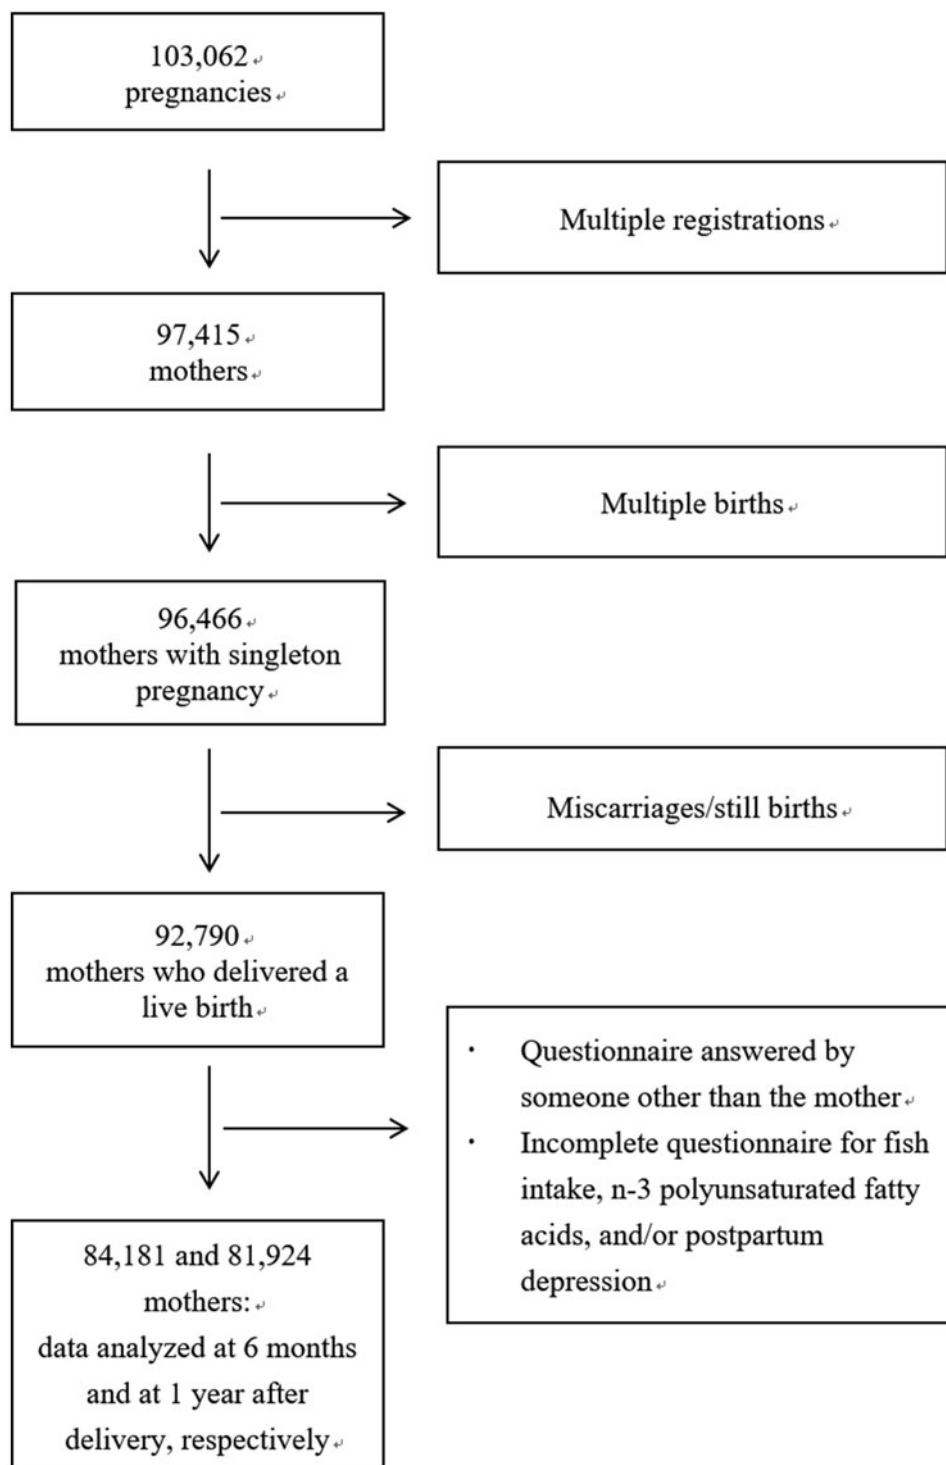 103,062
pregnancies
Multiple registrations
97,415
mothers
Multiple births
96,466
mothers with singleton
pregnancy
Miscarriages/still births
92,790
mothers who delivered a
live birth
· Questionnaire answered by
someone other than the mother
· Incomplete questionnaire for fish
intake, n-3 polyunsaturated fatty
acids, and/or postpartum
depression
84,181 and 81,924
mothers:
data analyzed at 6 months
and at 1 year after
delivery, respectively